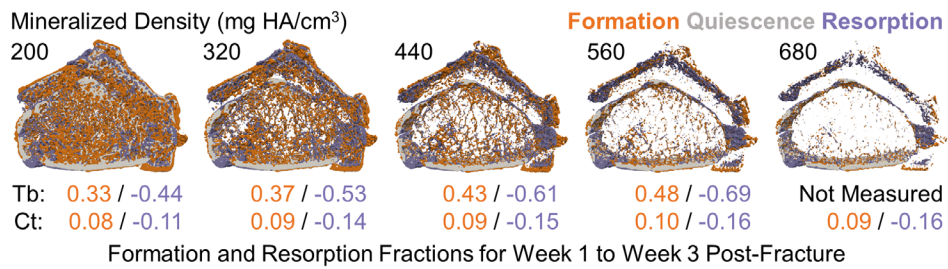 Mineralized Density (mg HA/cm³) Formation Quiescence Resorption
200 320 440 560 680
Tb: 0.33 / -0.44 0.37 / -0.53 0.43 / -0.61 0.48 / -0.69 Not Measured
Ct: 0.08 / -0.11 0.09 / -0.14 0.09 / -0.15 0.10 / -0.16 0.09 / -0.16
Formation and Resorption Fractions for Week 1 to Week 3 Post-Fracture